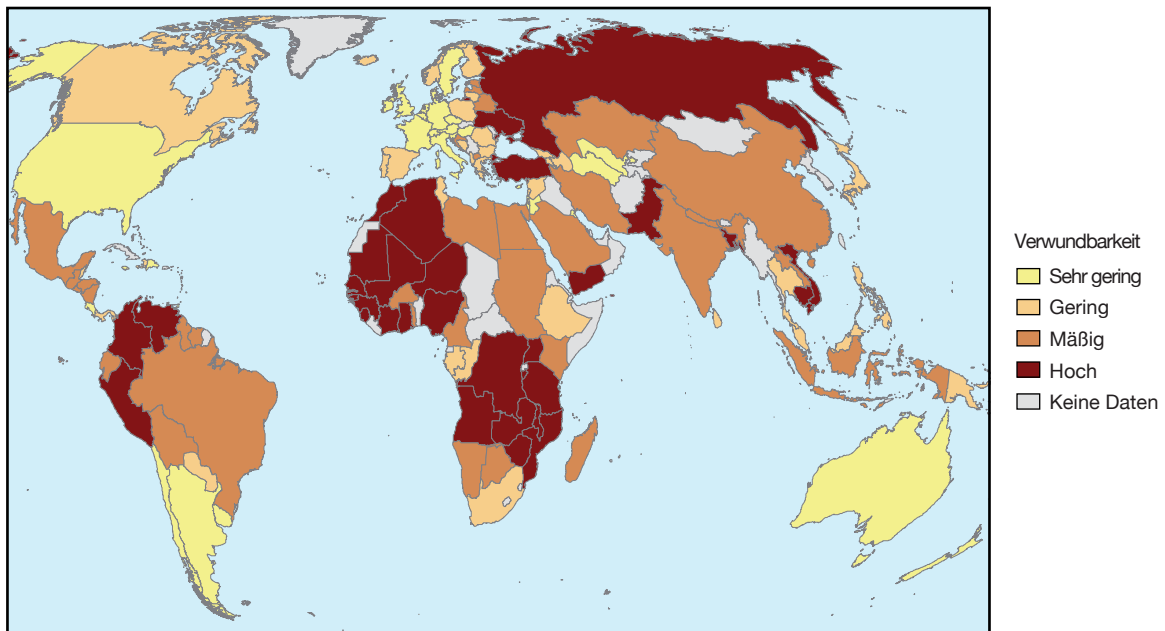 Verwundbarkeit
Sehr gering
Gering
Mäßig
Hoch
Keine Daten